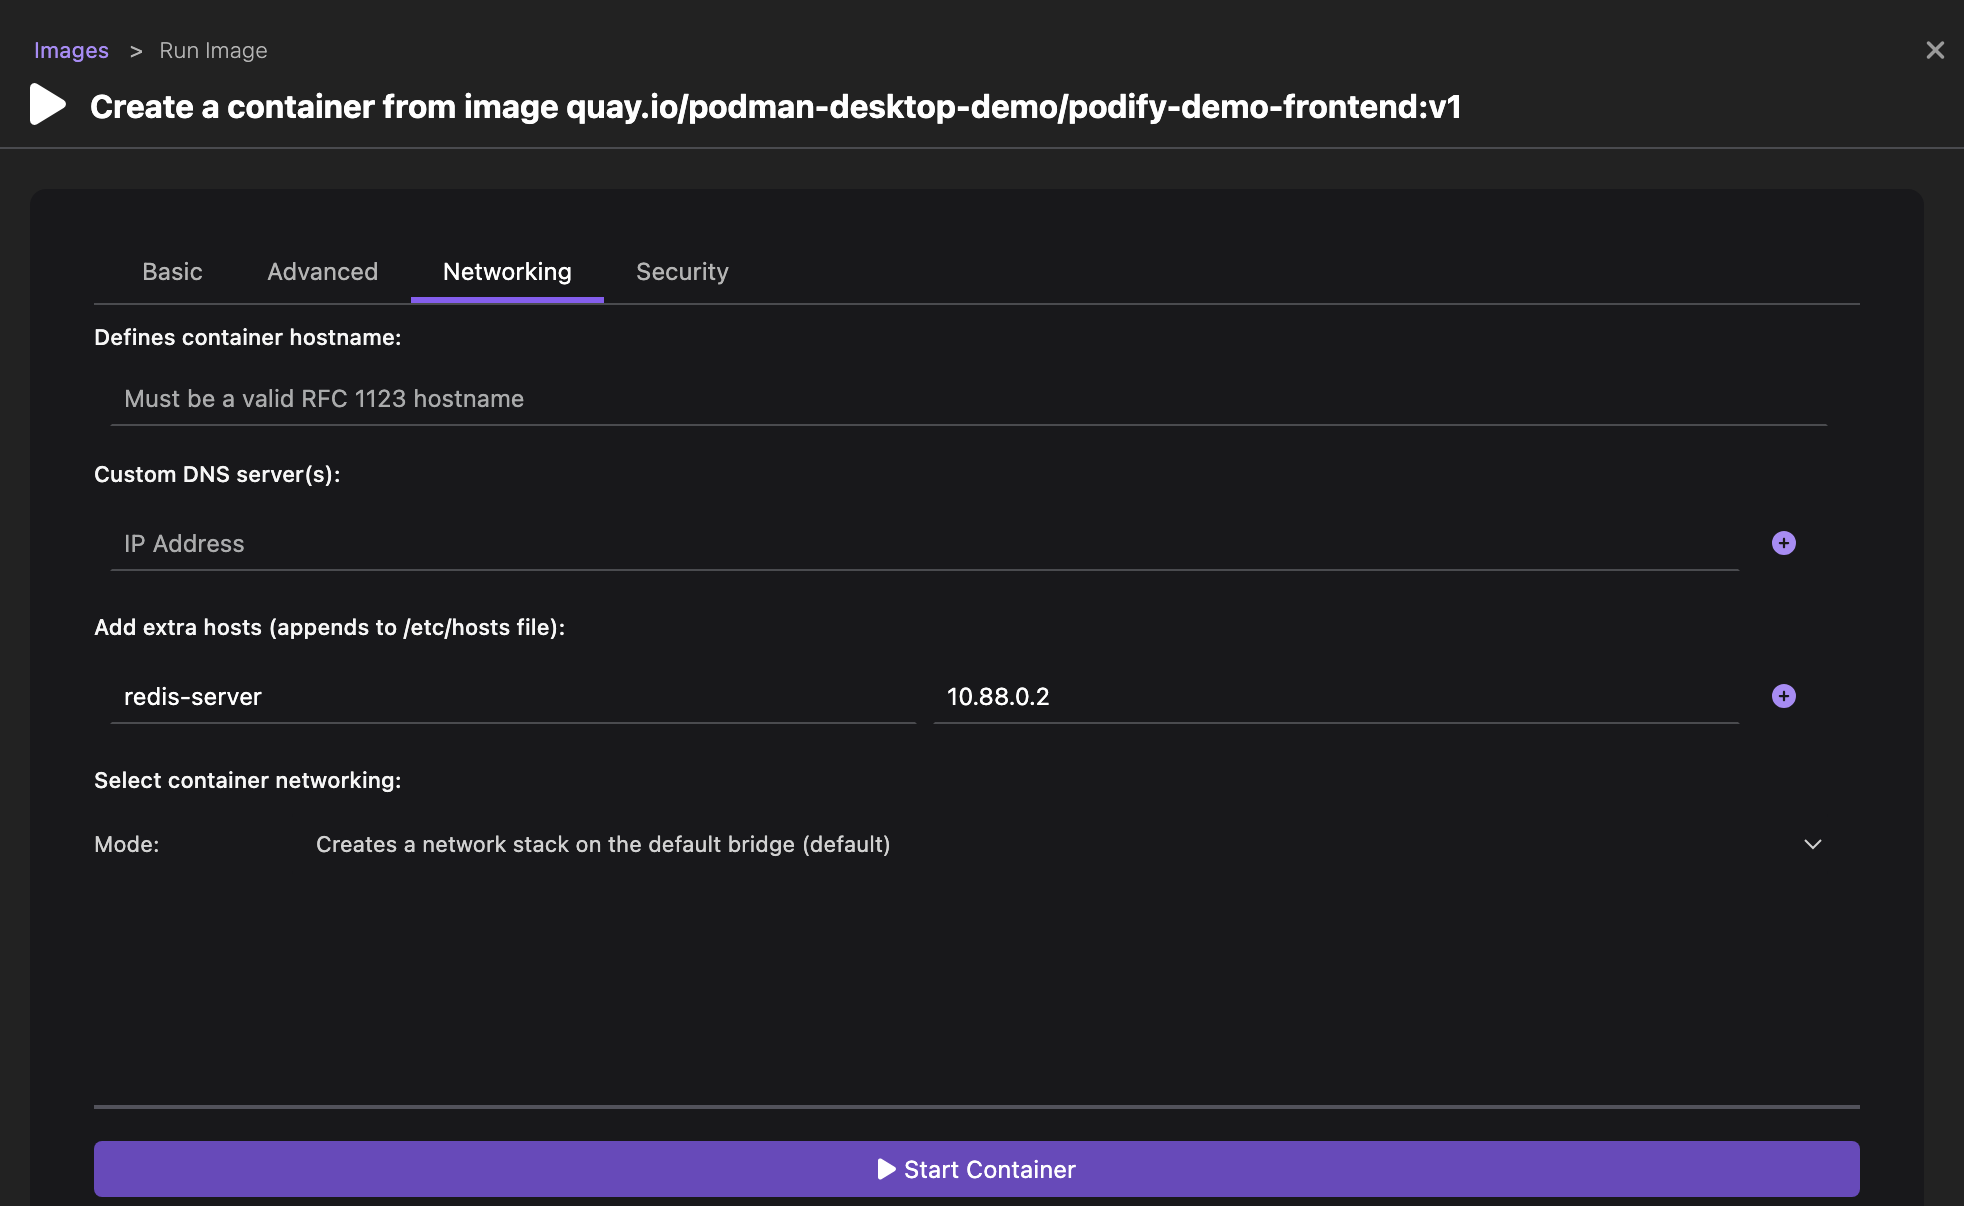 Images > Run Image
Create a container from image quay.io/podman-desktop-demo/podify-demo-frontend:v1
Basic Advanced Networking Security
Defines container hostname:
Must be a valid RFC 1123 hostname
Custom DNS server(s):
IP Address
Add extra hosts (appends to /etc/hosts file):
redis-server 10.88.0.2
Select container networking:
Mode: Creates a network stack on the default bridge (default)
Start Container